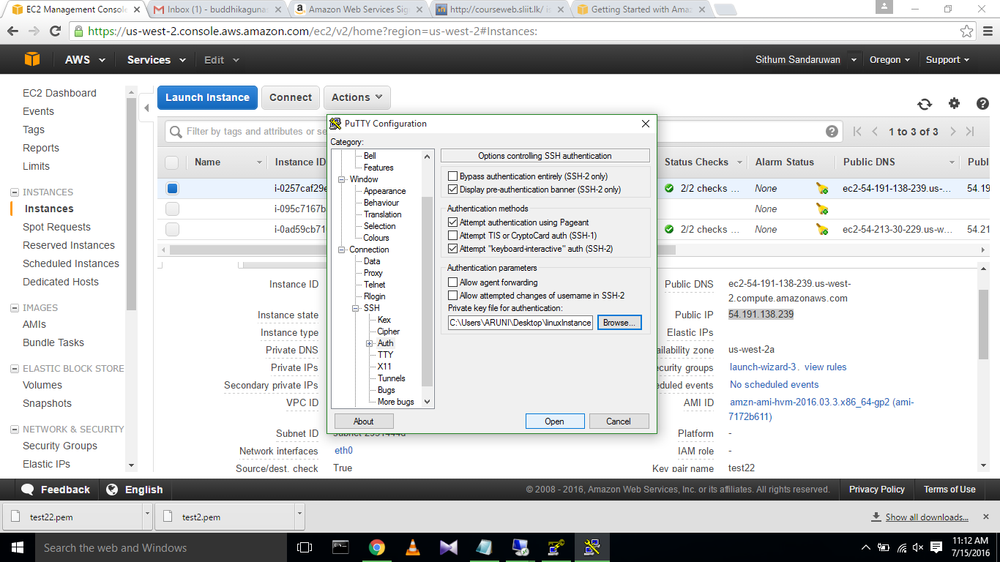 EC2 Management Console
Inbox (1) - buddhikagunas
Amazon Web Services Sig
http://courseweb.sliit.lk/ is
Getting Started with Amaz
https://us-west-2.console.aws.amazon.com/ec2/v2/home?region=us-west-2#Instances:
AWS Services Edit Sithum Sandaruwan Oregon Support
EC2 Dashboard
Events
Tags
Reports
Limits
INSTANCES
Instances
Spot Requests
Reserved Instances
Scheduled Instances
Dedicated Hosts
IMAGES
AMIs
Bundle Tasks
ELASTIC BLOCK STORE
Volumes
Snapshots
NETWORK & SECURITY
Security Groups
Elastic IPs
Launch Instance Connect Actions
Filter by tags and attributes or se
1 to 3 of 3
Name Instance ID Status Checks Alarm Status Public DNS Publ
i-0257caf29e 2/2 checks ... None ec2-54-191-138-239.us-... 54.19
i-095c7167b None
i-0ad59cb71 2/2 checks ... None ec2-54-213-30-229.us-w... 54.21
PuTTY Configuration
Category:
Bell
Features
Window
Appearance
Behaviour
Translation
Selection
Colours
Connection
Data
Proxy
Telnet
Rlogin
SSH
Kex
Cipher
Auth
TTY
X11
Tunnels
Bugs
More bugs
Options controlling SSH authentication
Bypass authentication entirely (SSH-2 only)
Display pre-authentication banner (SSH-2 only)
Authentication methods
Attempt authentication using Pageant
Attempt TIS or CryptoCard auth (SSH-1)
Attempt "keyboard-interactive" auth (SSH-2)
Authentication parameters
Allow agent forwarding
Allow attempted changes of username in SSH-2
Private key file for authentication:
C:\Users\ARUNI\Desktop\linuxInstance Browse...
About Open Cancel
Instance ID
Instance state
Instance type
Private DNS
Private IPs
Secondary private IPs
VPC ID
Subnet ID
Network interfaces eth0
Source/dest. check True
Public DNS ec2-54-191-138-239.us-west-
2.compute.amazonaws.com
Public IP 54.191.138.239
Elastic IPs
ailability zone us-west-2a
ecurity groups launch-wizard-3. view rules
eduled events No scheduled events
AMI ID amzn-ami-hvm-2016.03.3.x86_64-gp2 (ami-
7172b611)
Platform -
IAM role -
Key pair name test22
Feedback English © 2008 - 2016, Amazon Web Services, Inc. or its affiliates. All rights reserved. Privacy Policy Terms of Use
test22.pem test2.pem Show all downloads...
Search the web and Windows
11:12 AM
7/15/2016